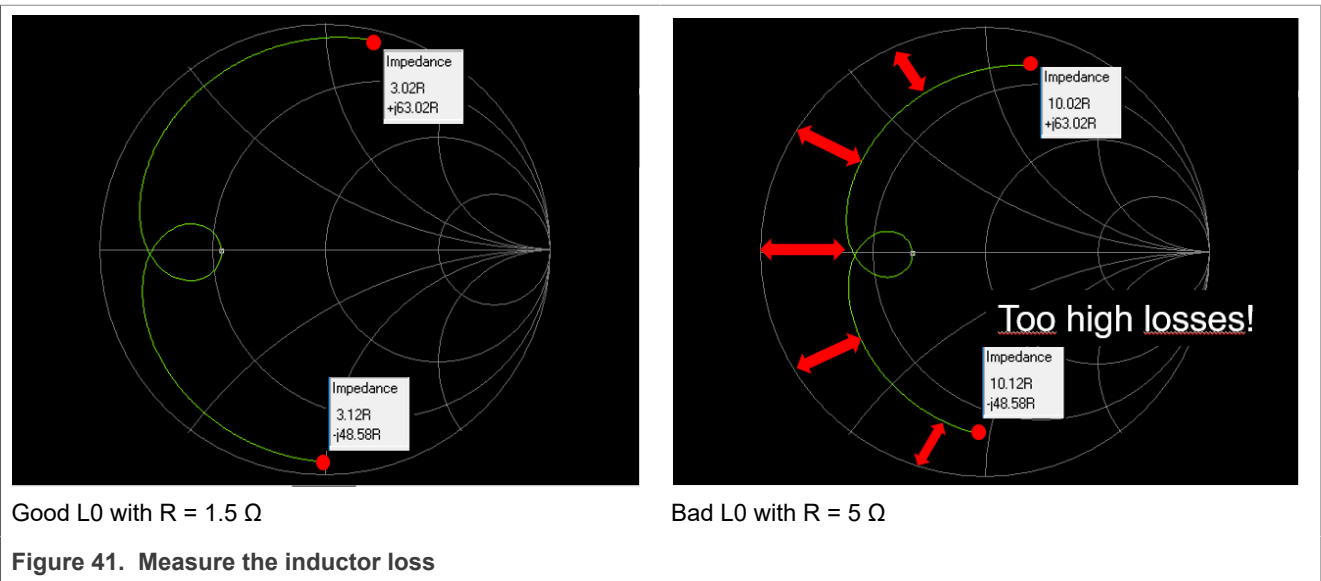 Impedance
3.02R
+j63.02R
Impedance
3.12R
-j48.58R
Impedance
10.02R
+j63.02R
Too high losses!
Impedance
10.12R
-j48.58R
Good L0 with R = 1.5 Ω
Bad L0 with R = 5 Ω
Figure 41. Measure the inductor loss